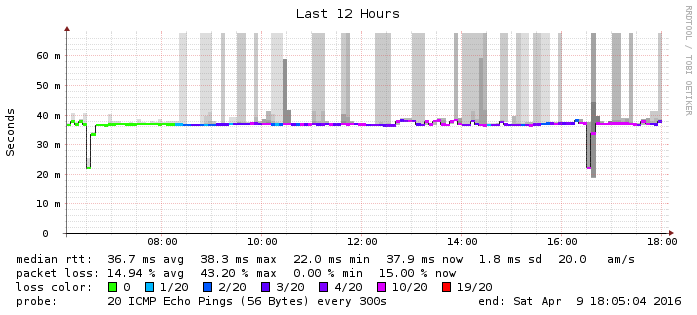 Last 12 Hours
RRDTOOL / TOBI OETIKER
Seconds
60 m
50 m
40 m
30 m
20 m
10 m
0
08:00 10:00 12:00 14:00 16:00 18:00
median rtt: 36.7 ms avg 38.3 ms max 22.0 ms min 37.9 ms now 1.8 ms sd 20.0 am/s
packet loss: 14.94 % avg 43.20 % max 0.00 % min 15.00 % now
loss color: 0 1/20 2/20 3/20 4/20 10/20 19/20
probe: 20 ICMP Echo Pings (56 Bytes) every 300s end: Sat Apr 9 18:05:04 2016